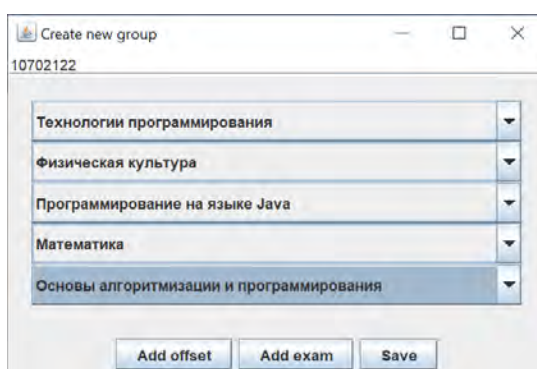 Create new group
10702122
Технологии программирования
Физическая культура
Программирование на языке Java
Математика
Основы алгоритмизации и программирования
Add offset Add exam Save